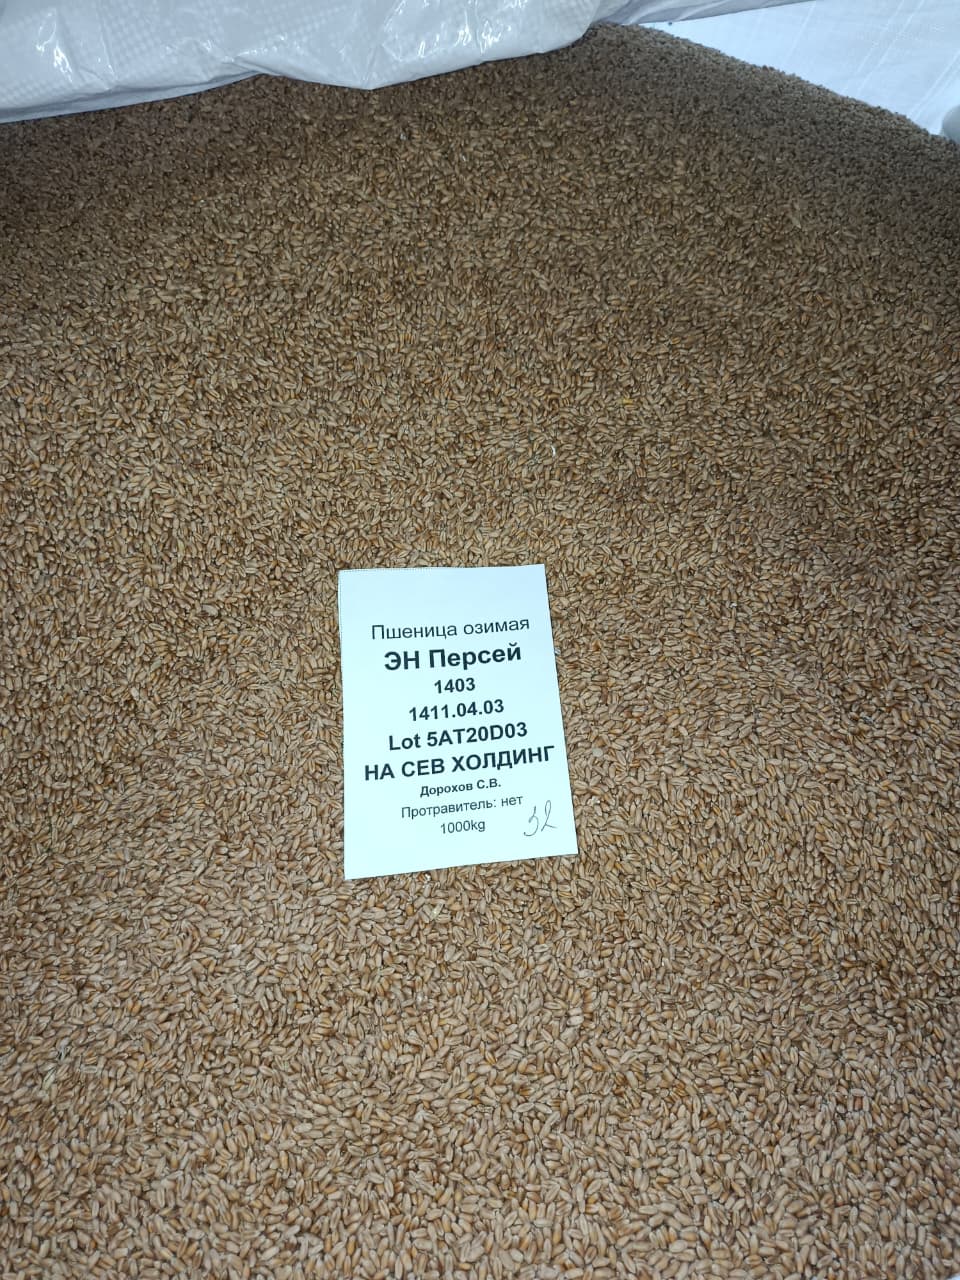 Пшеница озимая
ЭН Персей
1403
1411.04.03
Lot 5AT20D03
НА СЕВ ХОЛДИНГ
Дорохов С.В.
Протравитель: нет
1000kg
32